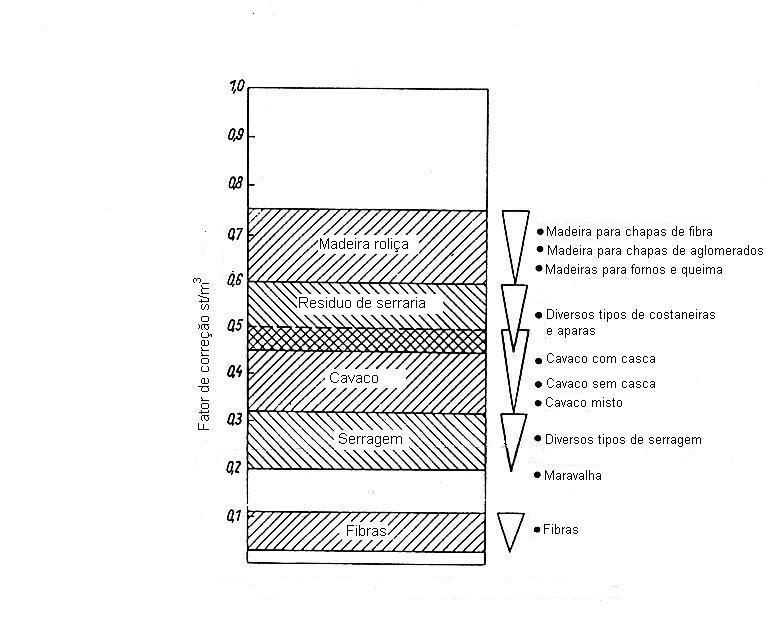 1,0
0,9
0,8
0,7
0,6
0,5
0,4
0,3
0,2
0,1
Fator de correção st/m³
Madeira roliça
Residuo de serraria
Cavaco
Serragem
Fibras
Madeira para chapas de fibra
Madeira para chapas de aglomerados
Madeiras para fornos e queima
Diversos tipos de costaneiras
e aparas
Cavaco com casca
Cavaco sem casca
Cavaco misto
Diversos tipos de serragem
Maravalha
Fibras